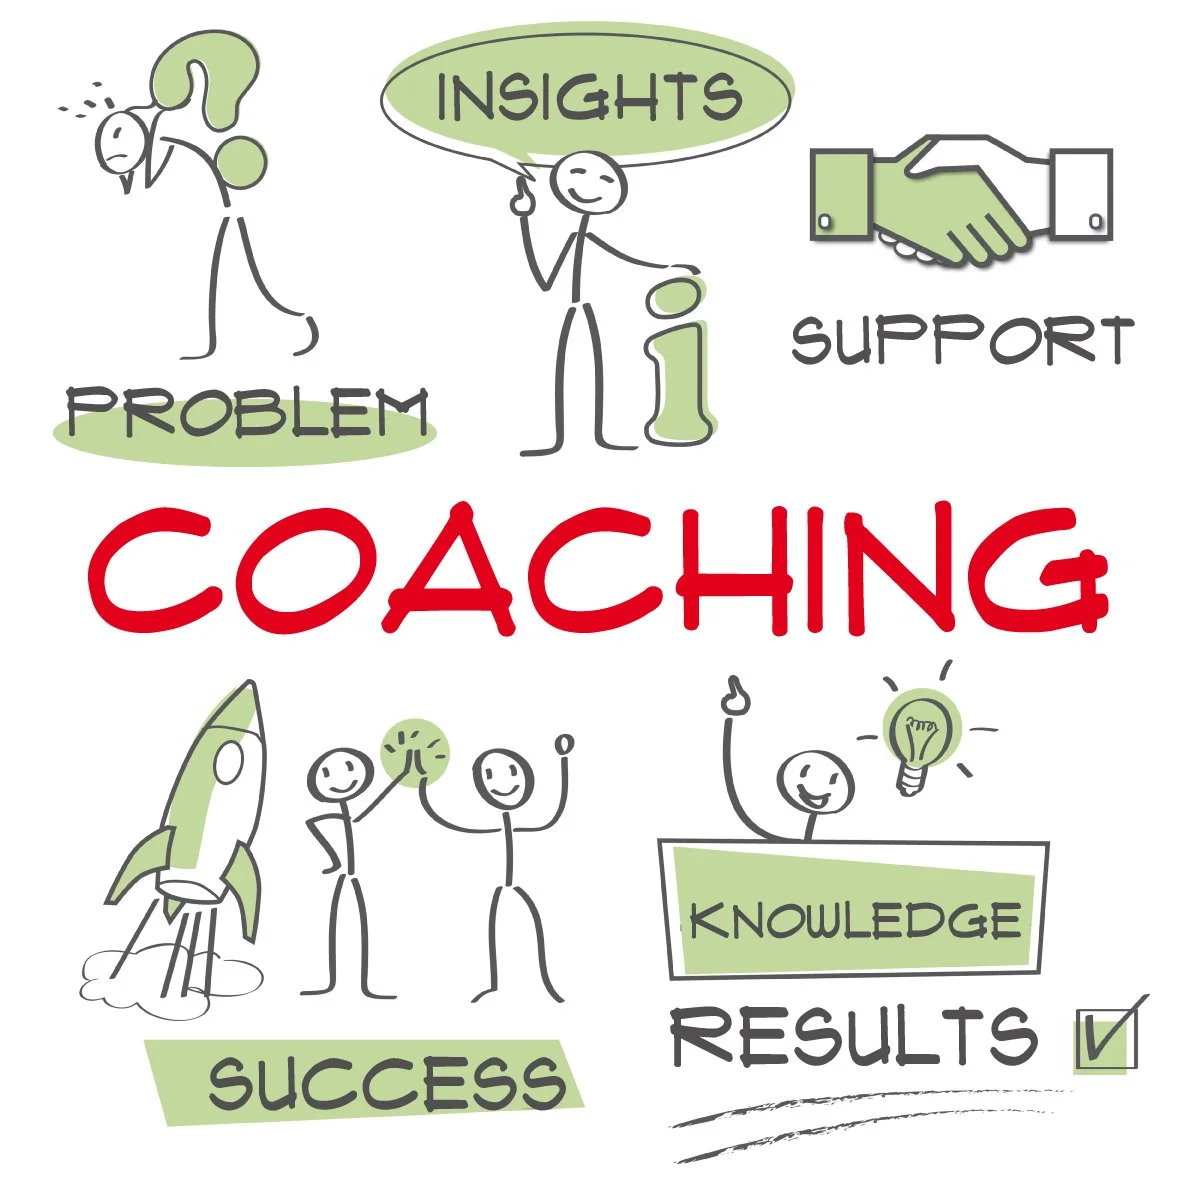 INSIGHTS
SUPPORT
PROBLEM
COACHING
KNOWLEDGE
RESULTS
SUCCESS